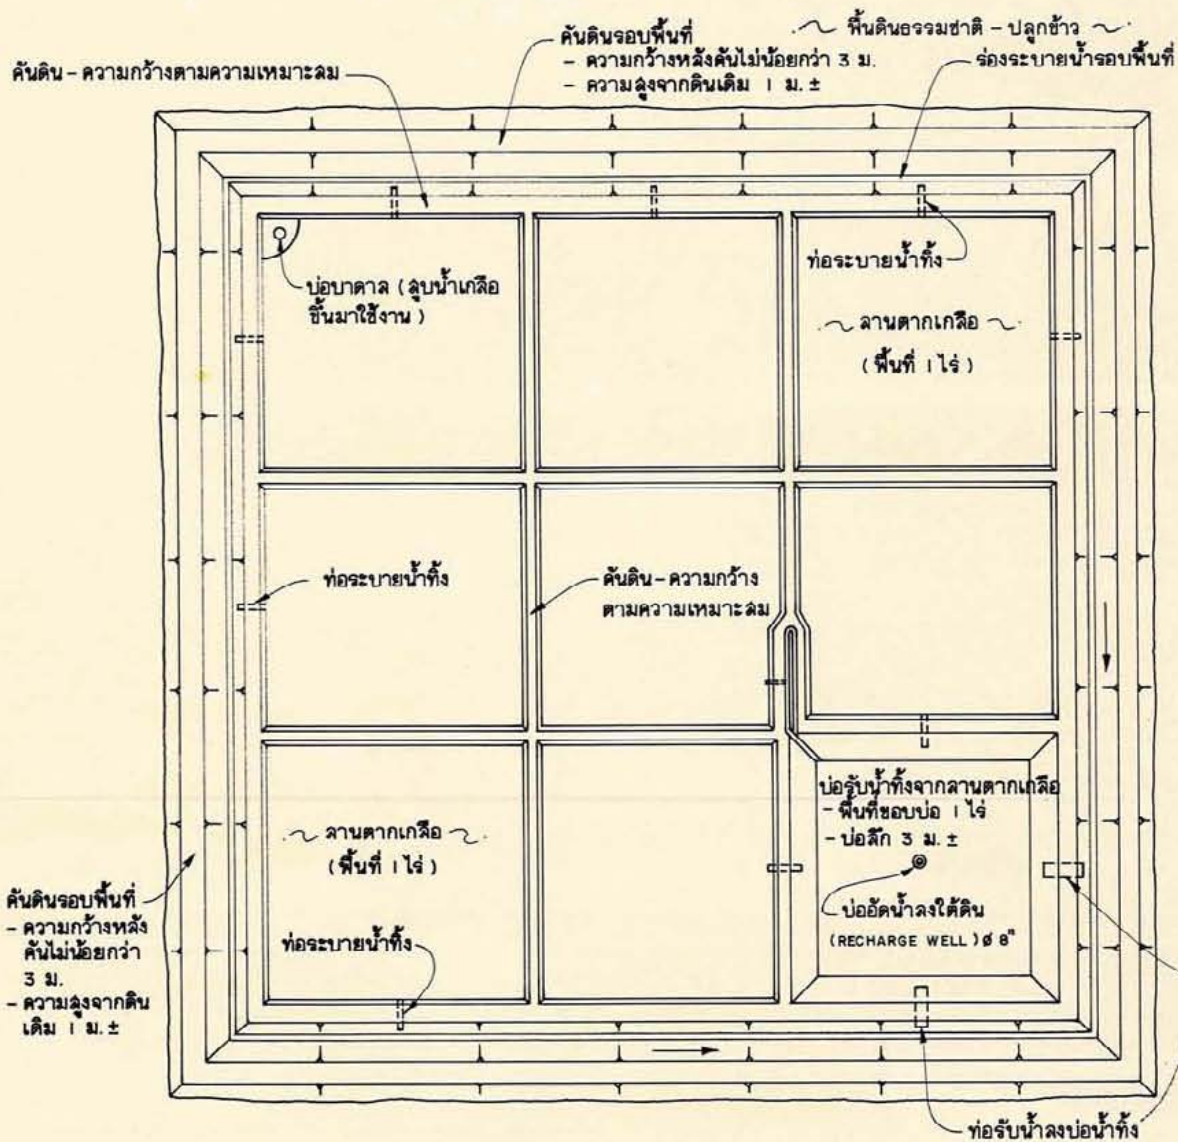 ~ พื้นดินธรรมชาติ - ปลูกข้าว ~
คันดินรอบพื้นที่
- ความกว้างหลังคันไม่น้อยกว่า 3 ม.
- ความสูงจากดินเดิม 1 ม. ±
ร่องระบายน้ำรอบพื้นที่
คันดิน - ความกว้างตามความเหมาะสม
บ่อบาดาล (สูบน้ำเกลือ
ขึ้นมาใช้งาน)
ท่อระบายน้ำทิ้ง
~ ลานตากเกลือ ~
(พื้นที่ 1 ไร่)
ท่อระบายน้ำทิ้ง
คันดิน - ความกว้าง
ตามความเหมาะสม
บ่อรับน้ำทิ้งจากลานตากเกลือ
- พื้นที่ขอบบ่อ 1 ไร่
- บ่อลึก 3 ม. ±
บ่ออัดน้ำลงใต้ดิน
(RECHARGE WELL) Ø 8"
~ ลานตากเกลือ ~
(พื้นที่ 1 ไร่)
ท่อระบายน้ำทิ้ง
คันดินรอบพื้นที่
- ความกว้างหลัง
คันไม่น้อยกว่า
3 ม.
- ความสูงจากดิน
เดิม 1 ม. ±
ท่อรับน้ำลงบ่อน้ำทิ้ง